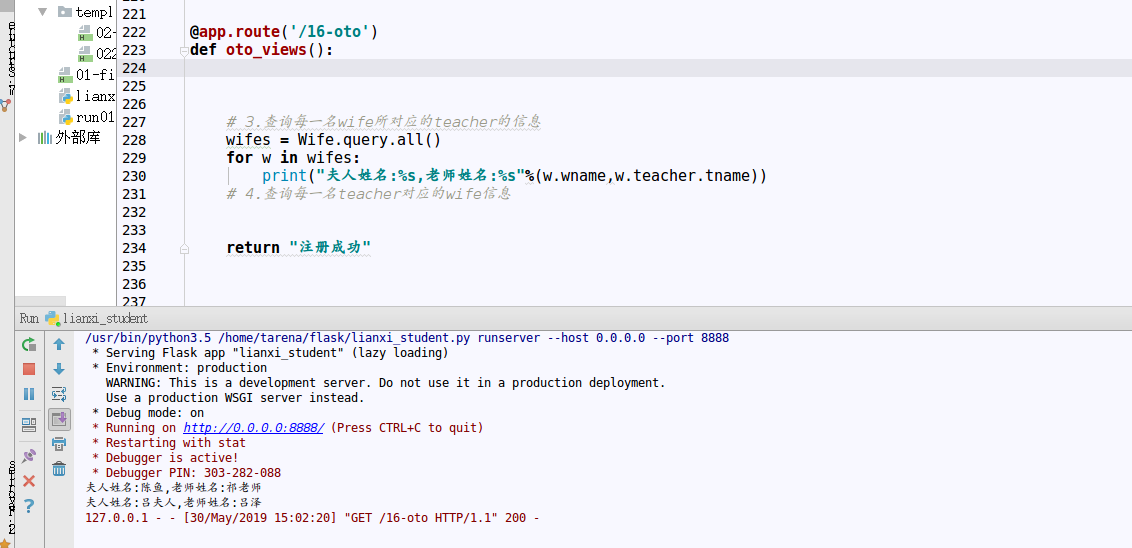 templ
02-
022
01-fi
lianx
run01
外部库
221
222 @app.route('/16-oto')
223 def oto_views():
224
225
226
227 # 3.查询每一名wife所对应的teacher的信息
228 wifes = Wife.query.all()
229 for w in wifes:
230 print("夫人姓名:%s,老师姓名:%s"%(w.wname,w.teacher.tname))
231 # 4.查询每一名teacher对应的wife信息
232
233
234 return "注册成功"
235
236
237
Run lianxi_student
/usr/bin/python3.5 /home/tarena/flask/lianxi_student.py runserver --host 0.0.0.0 --port 8888
* Serving Flask app "lianxi_student" (lazy loading)
* Environment: production
WARNING: This is a development server. Do not use it in a production deployment.
Use a production WSGI server instead.
* Debug mode: on
* Running on http://0.0.0.0:8888/ (Press CTRL+C to quit)
* Restarting with stat
* Debugger is active!
* Debugger PIN: 303-282-088
夫人姓名:陈鱼,老师姓名:祁老师
夫人姓名:吕夫人,老师姓名:吕泽
127.0.0.1 - - [30/May/2019 15:02:20] "GET /16-oto HTTP/1.1" 200 -